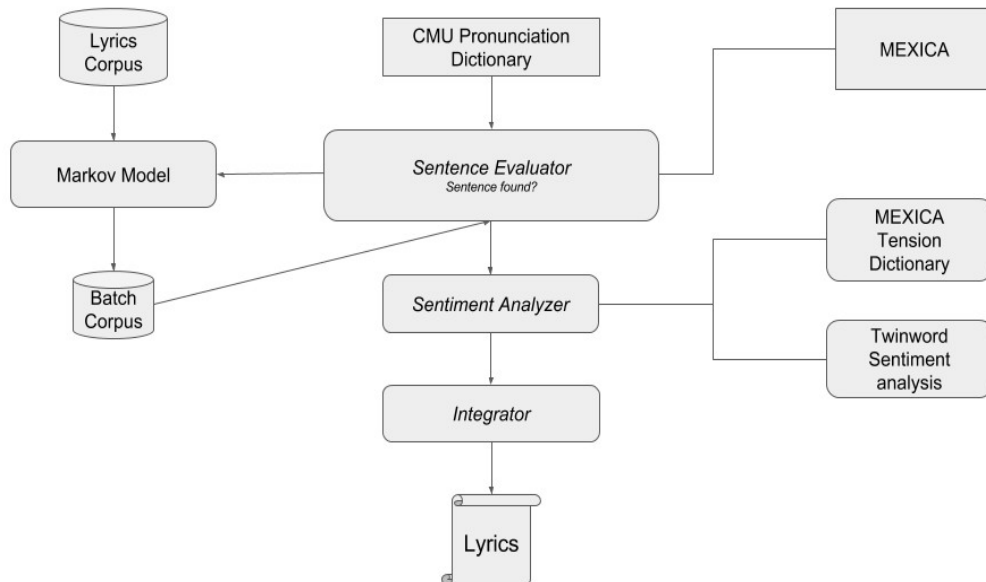 Lyrics
Corpus
CMU Pronunciation
Dictionary
MEXICA
Markov Model
Sentence Evaluator
Sentence found?
MEXICA
Tension
Dictionary
Batch
Corpus
Sentiment Analyzer
Twinword
Sentiment
analysis
Integrator
Lyrics